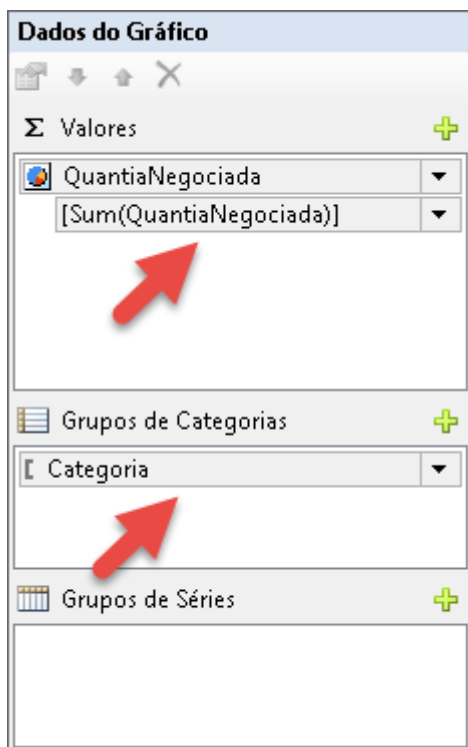 Dados do Gráfico
Σ Valores
QuantiaNegociada
[Sum(QuantiaNegociada)]
Grupos de Categorias
Categoria
Grupos de Séries